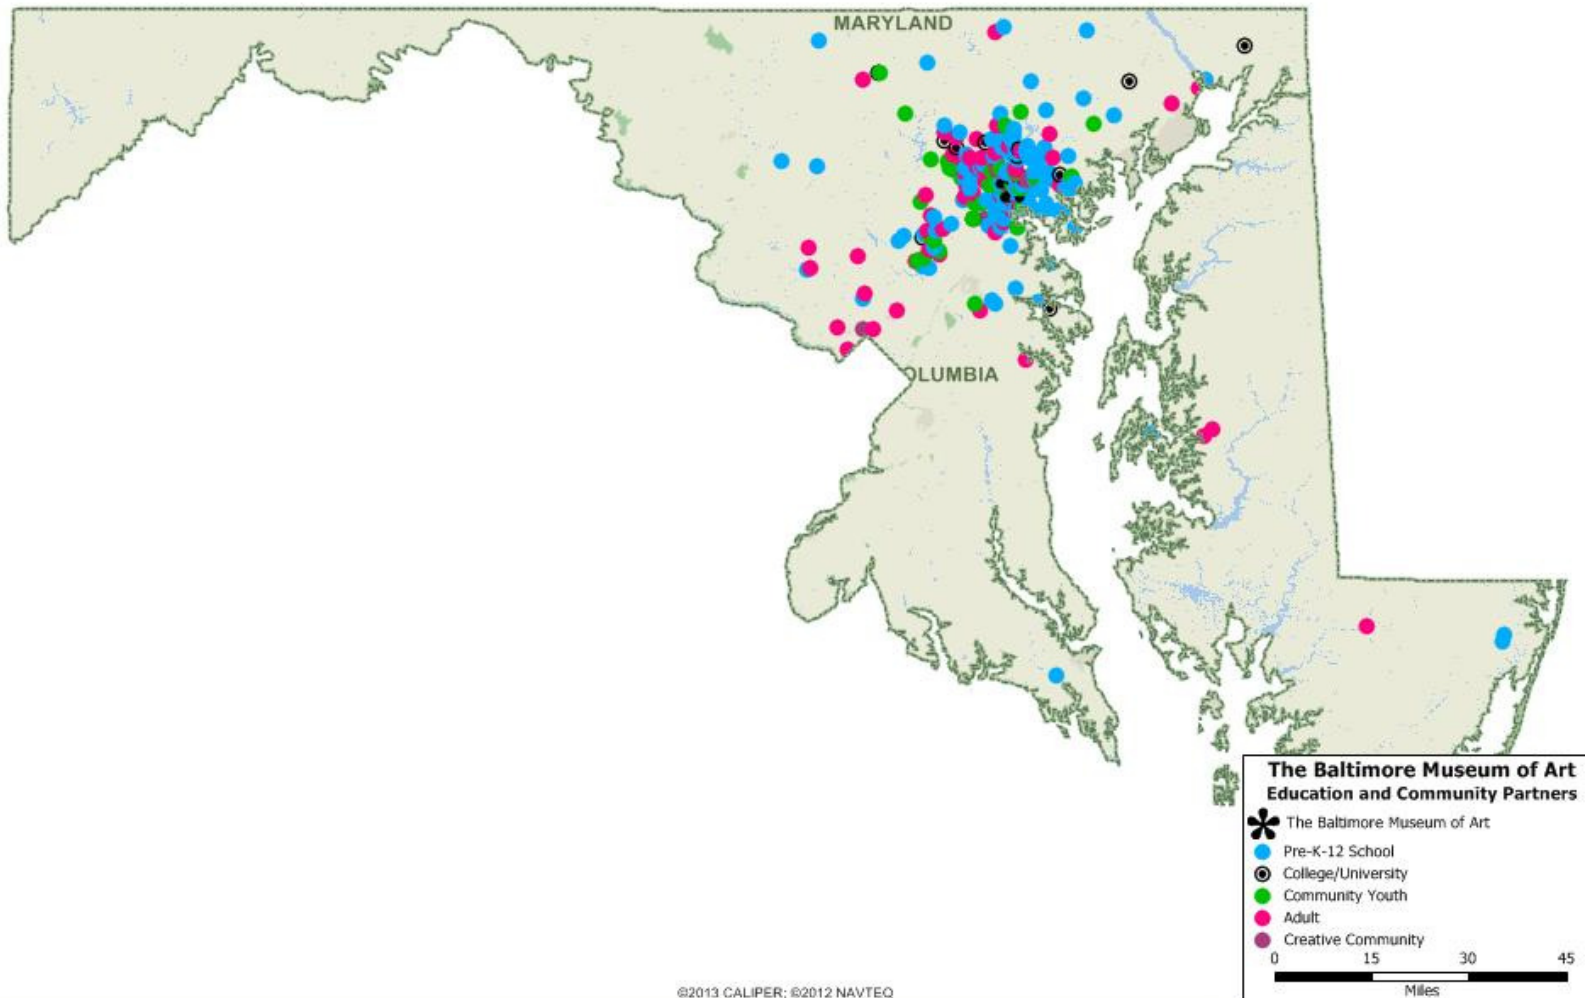 MARYLAND
OLUMBIA
The Baltimore Museum of Art
Education and Community Partners
The Baltimore Museum of Art
Pre-K-12 School
College/University
Community Youth
Adult
Creative Community
0 15 30 45
Miles
©2013 CALIPER; ©2012 NAVTEQ